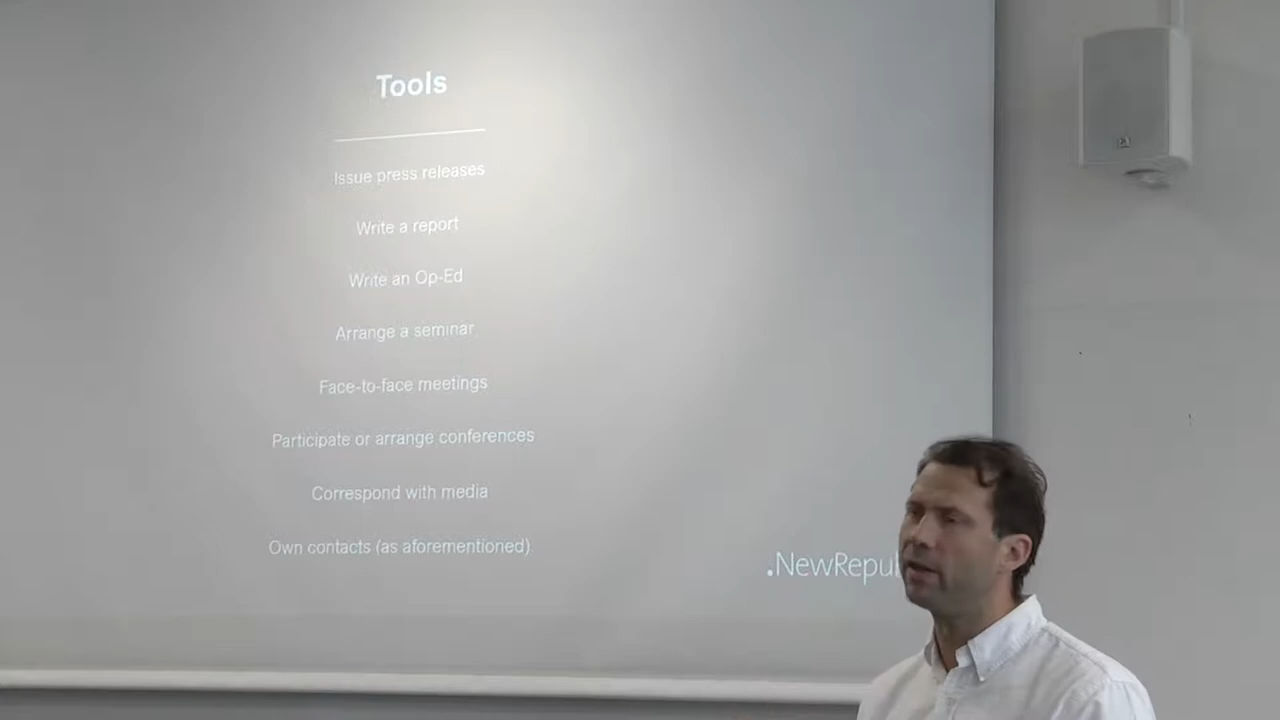 Tools
Issue press releases
Write a report
Write an Op-Ed
Arrange a seminar
Face-to-face meetings
Participate or arrange conferences
Correspond with media
Own contacts (as aforementioned)